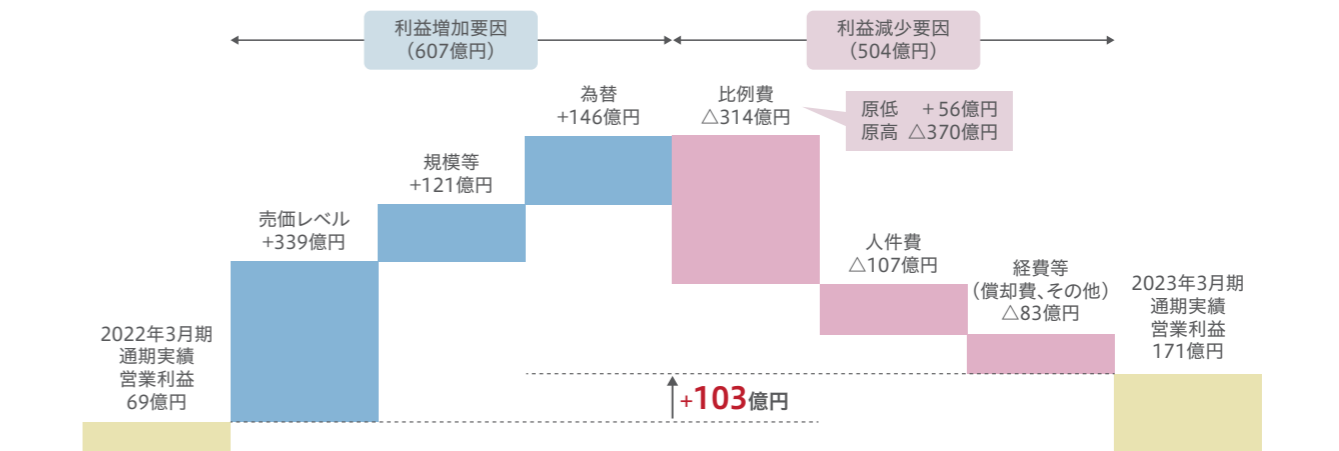 利益増加要因
（607億円）
利益減少要因
（504億円）
2022年3月期
通期実績
営業利益
69億円
売価レベル
+339億円
規模等
+121億円
為替
+146億円
比例費
△314億円
原低　+56億円
原高 △370億円
人件費
△107億円
経費等
（償却費、その他）
△83億円
2023年3月期
通期実績
営業利益
171億円
+103億円